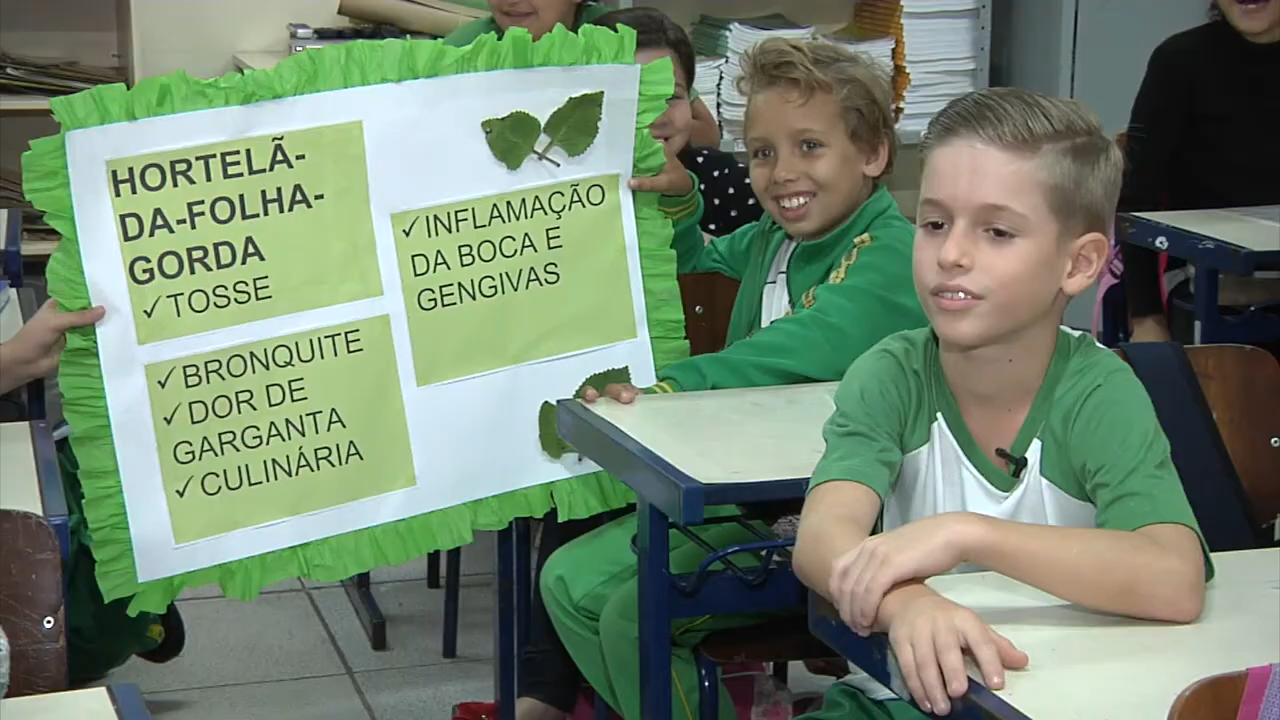 HORTELÃ-
DA-FOLHA-
GORDA
✓TOSSE
✓BRONQUITE
✓DOR DE
GARGANTA
✓CULINÁRIA
✓INFLAMAÇÃO
DA BOCA E
GENGIVAS